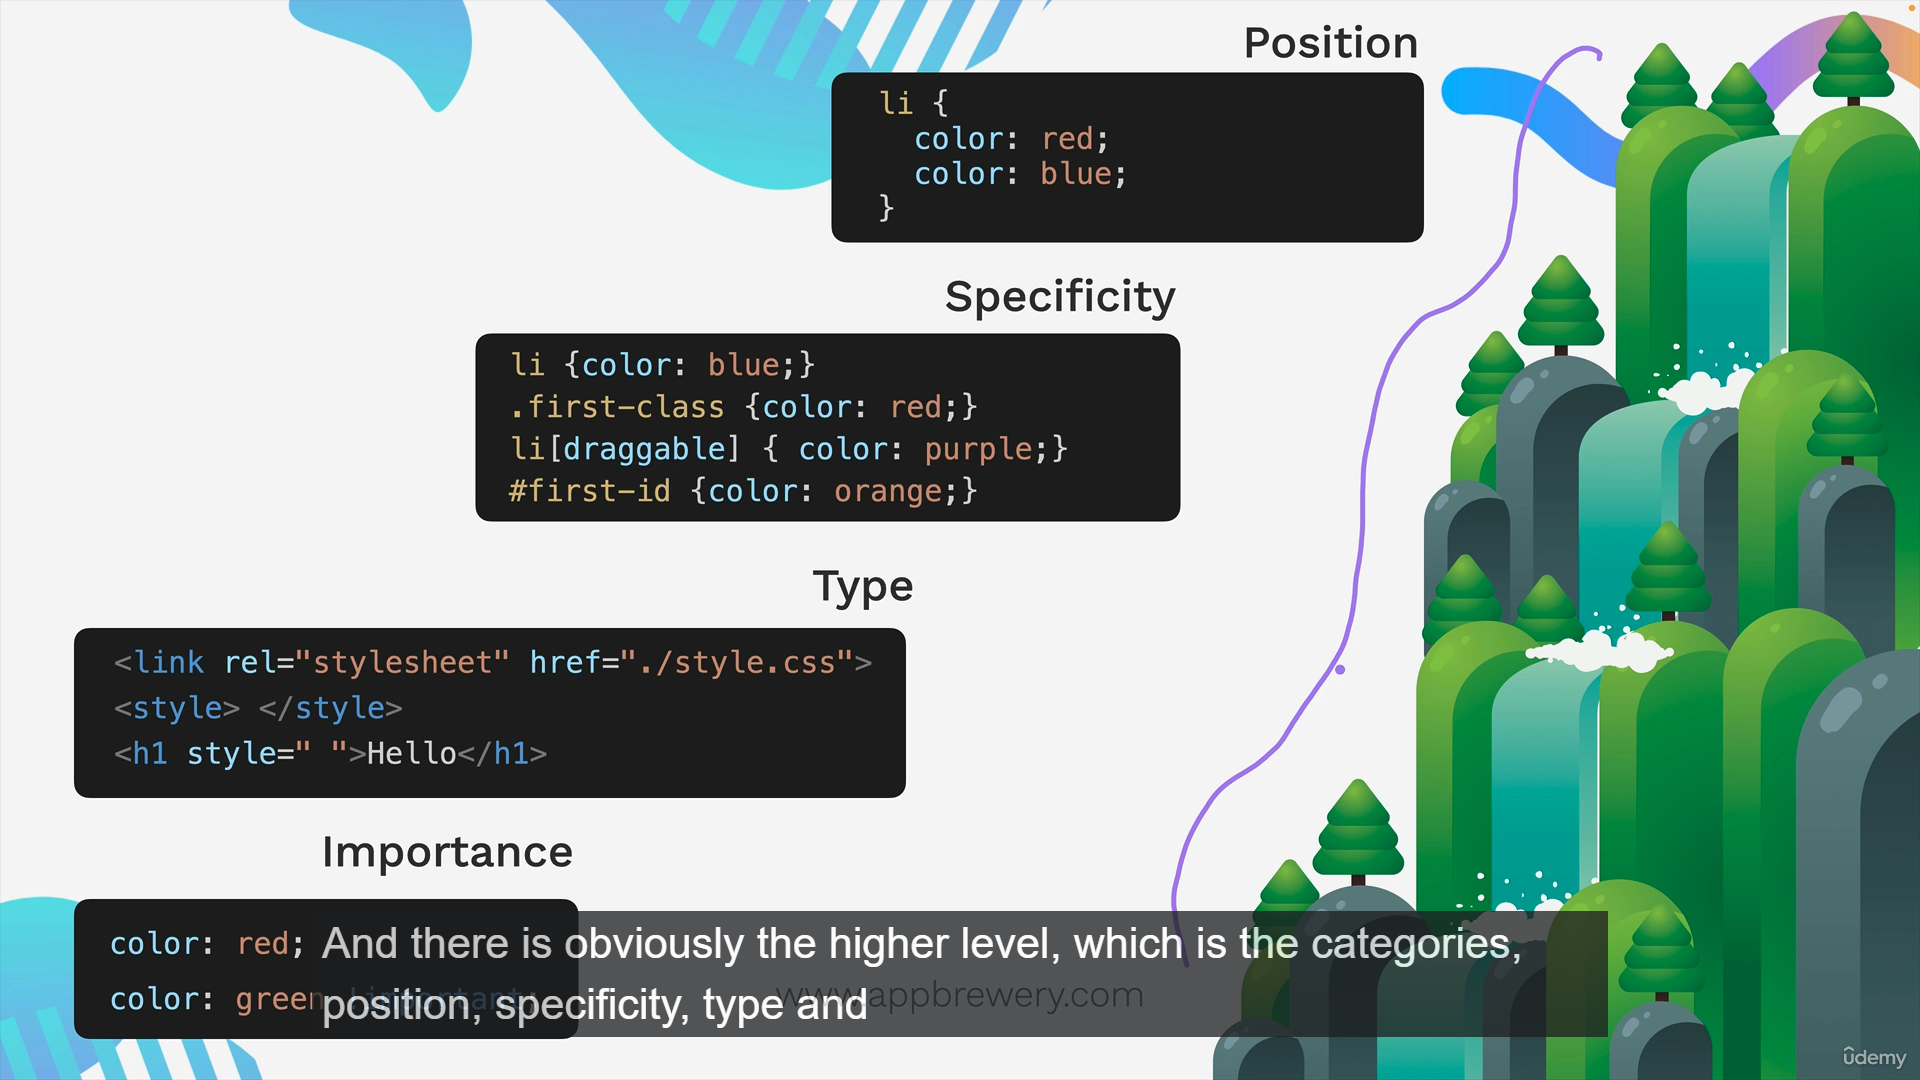 Position
li {
color: red;
color: blue;
}
Specificity
li {color: blue;}
.first-class {color: red;}
li[draggable] { color: purple;}
#first-id {color: orange;}
Type
<link rel="stylesheet" href="./style.css">
<style> </style>
<h1 style=" ">Hello</h1>
Importance
color: red;
color: green !important;
And there is obviously the higher level, which is the categories,
position, specificity, type and
www.appbrewery.com
ûdemy